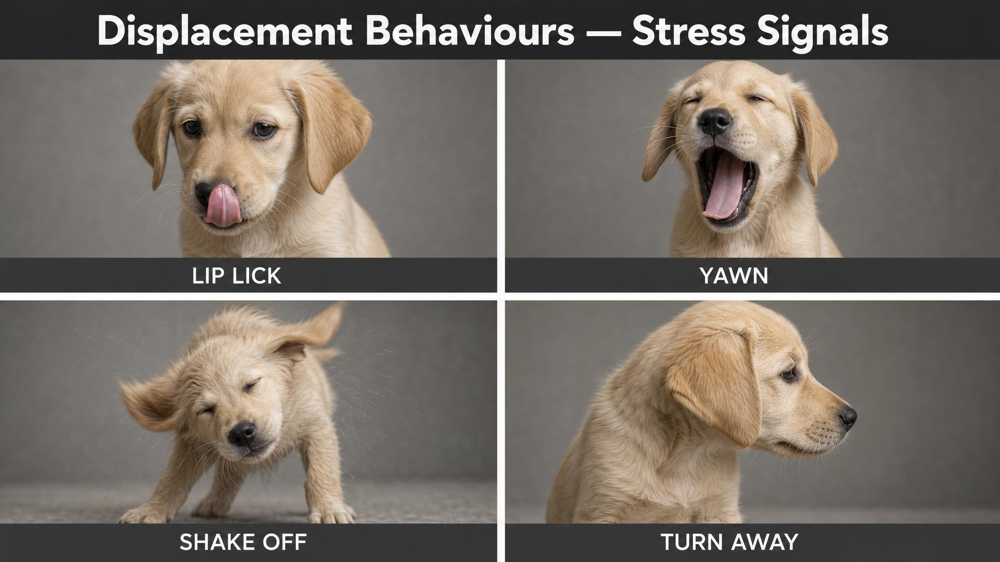 Displacement Behaviours — Stress Signals
LIP LICK
YAWN
SHAKE OFF
TURN AWAY